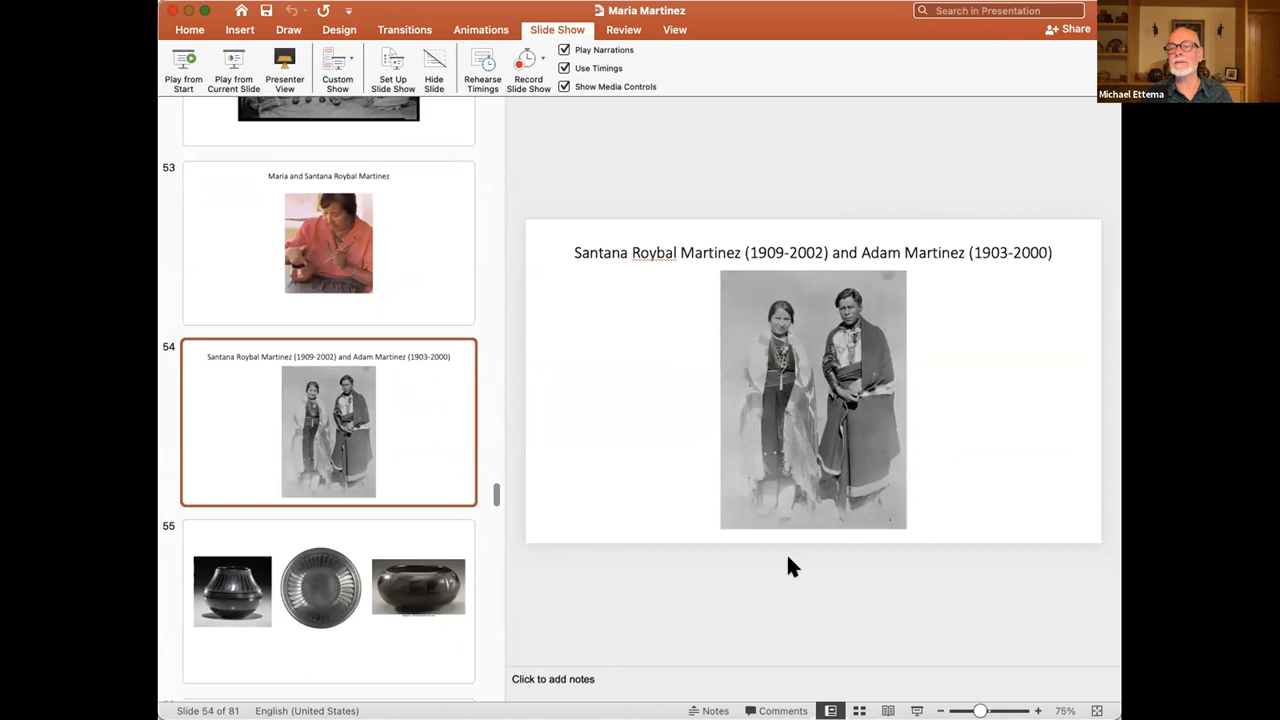 Maria Martinez
Search in Presentation
Home Insert Draw Design Transitions Animations Slide Show Review View
Share
Play from Start
Play from Current Slide
Presenter View
Custom Show
Set Up Slide Show
Hide Slide
Rehearse Timings
Record Slide Show
Play Narrations
Use Timings
Show Media Controls
Michael Ettema
53
Maria and Santana Roybal Martinez
54
Santana Roybal Martinez (1909-2002) and Adam Martinez (1903-2000)
55
Santana Roybal Martinez (1909-2002) and Adam Martinez (1903-2000)
Click to add notes
Slide 54 of 81 English (United States) Notes Comments 75%